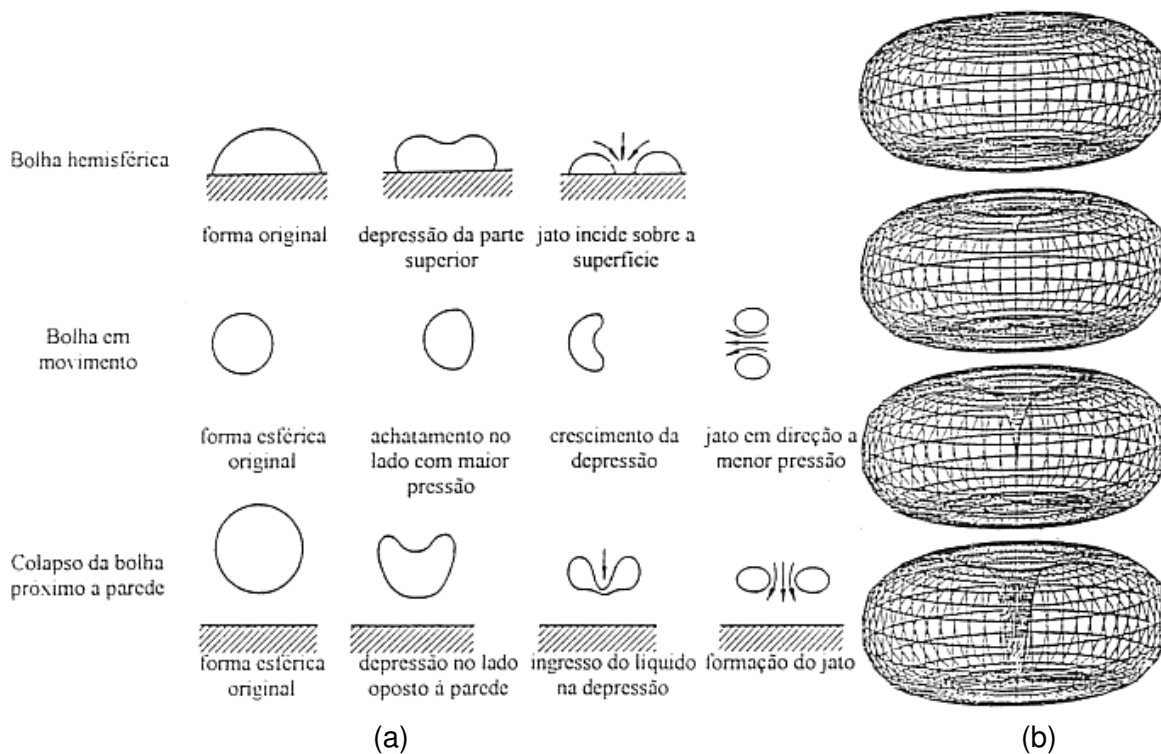 Bolha hemisférica
forma original
depressão da parte
superior
jato incide sobre a
superfície
Bolha em
movimento
forma esférica
original
achatamento no
lado com maior
pressão
crescimento da
depressão
jato em direção a
menor pressão
Colapso da bolha
próximo a parede
forma esférica
original
depressão no lado
oposto à parede
ingresso do líquido
na depressão
formação do jato
(a)
(b)